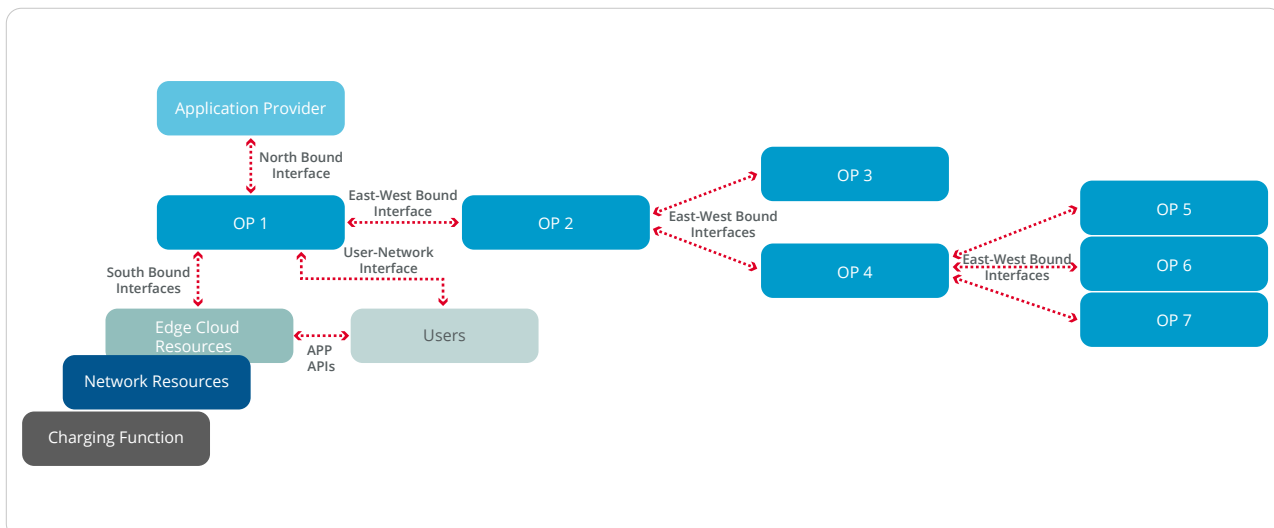 Application Provider
North Bound
Interface
OP 1
East-West Bound
Interface
OP 2
East-West Bound
Interfaces
OP 3
OP 4
East-West Bound
Interfaces
OP 5
OP 6
OP 7
User-Network
Interface
South Bound
Interfaces
Edge Cloud
Resources
APP
APIs
Users
Network Resources
Charging Function